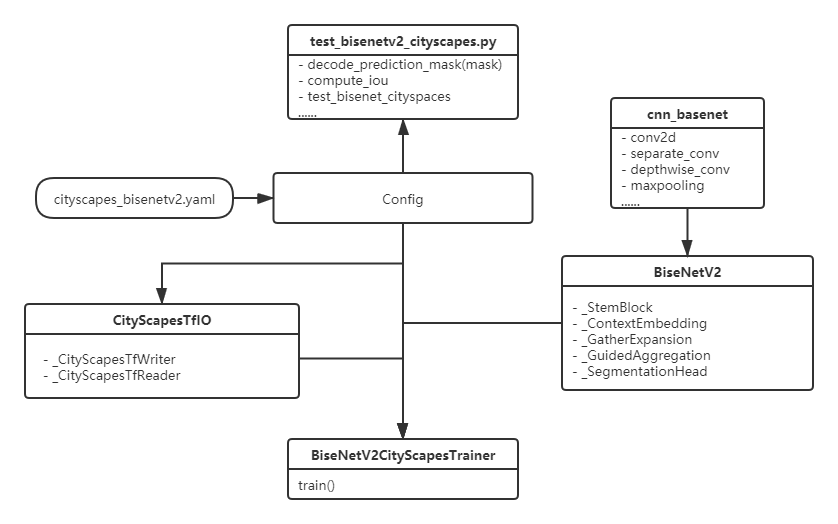 test_bisenetv2_cityscapes.py
- decode_prediction_mask(mask)
- compute_iou
- test_bisenet_cityspaces
......
cnn_basenet
- conv2d
- separate_conv
- depthwise_conv
- maxpooling
......
cityscapes_bisenetv2.yaml
Config
BiseNetV2
- _StemBlock
- _ContextEmbedding
- _GatherExpansion
- _GuidedAggregation
- _SegmentationHead
CityScapesTfIO
- _CityScapesTfWriter
- _CityScapesTfReader
BiseNetV2CityScapesTrainer
train()